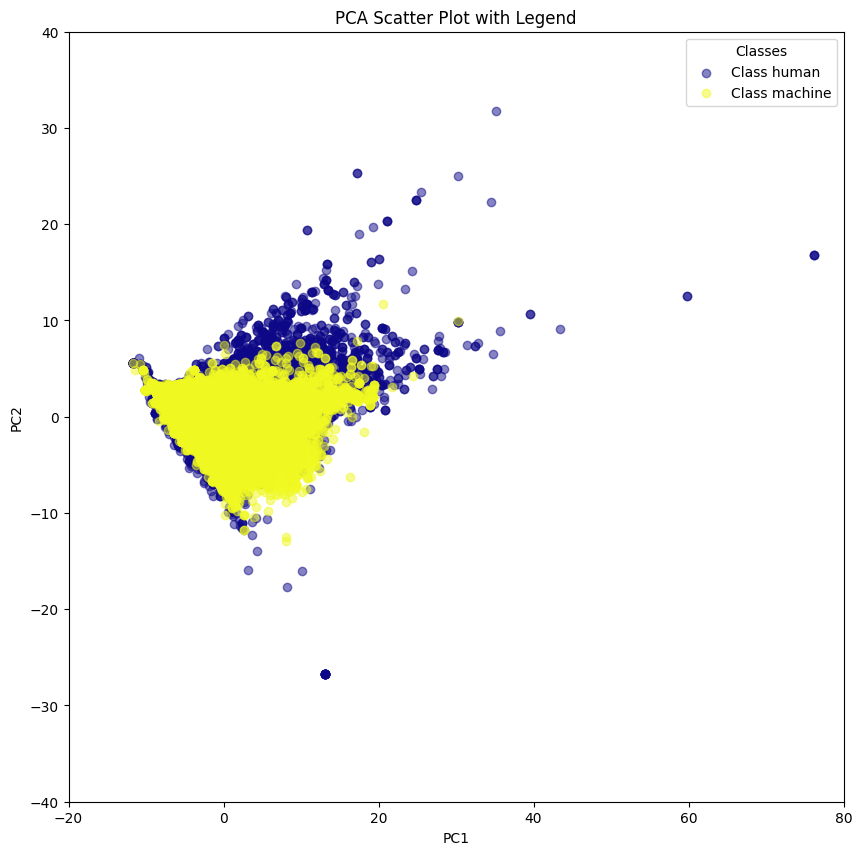 PCA Scatter Plot with Legend
Classes
Class human
Class machine
40
30
20
10
0
−10
−20
−30
−40
PC2
−20
0
20
40
60
80
PC1